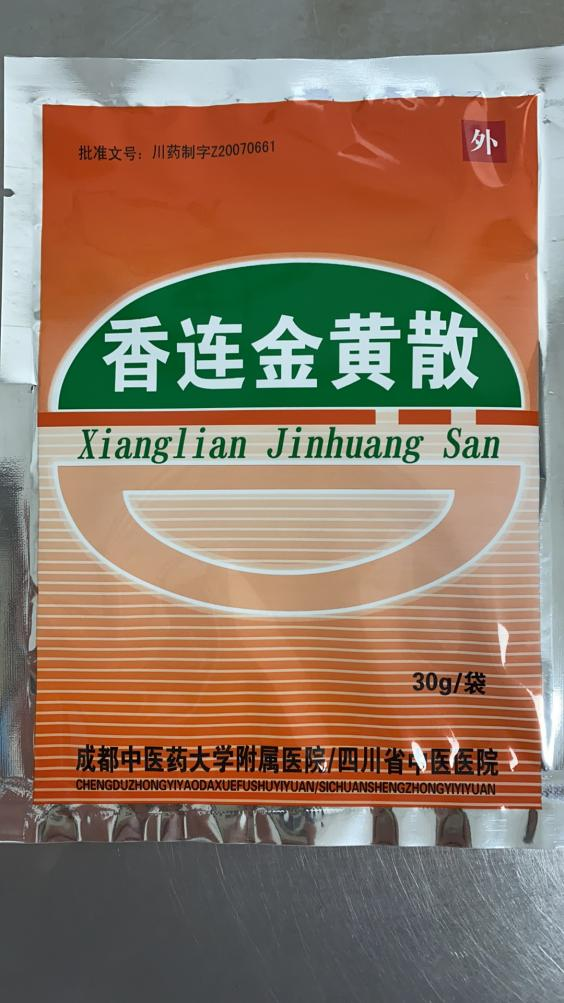 批准文号：川药制字Z20070661
外
香连金黄散
Xianglian Jinhuang San
30g/袋
成都中医药大学附属医院/四川省中医医院
CHENGDUZHONGYIYAODAXUEFUSHUYIYUAN/SICHUANSHENGZHONGYIYIYUAN